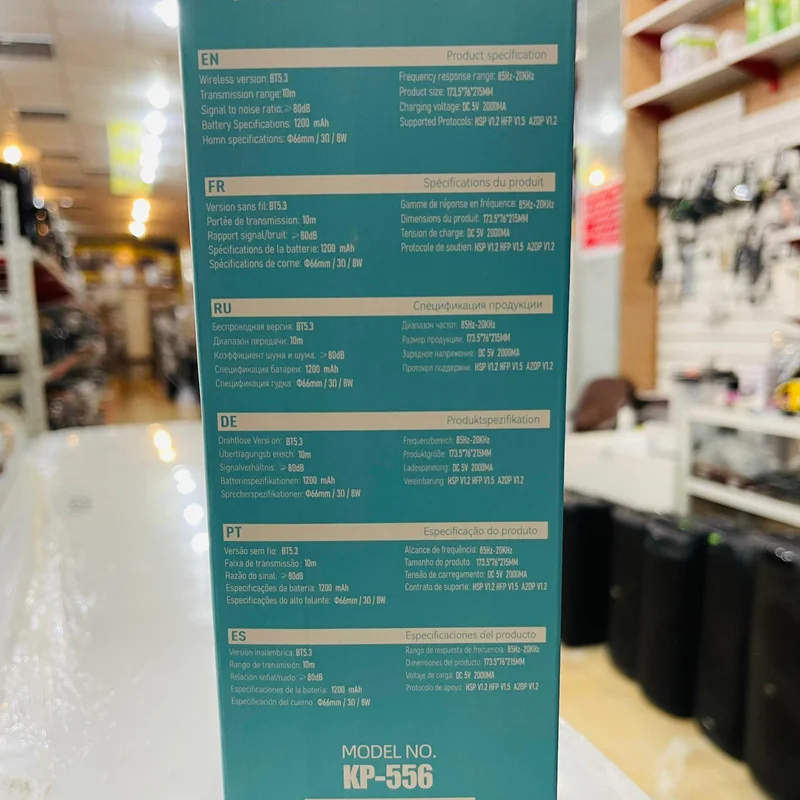 EN Product specification
Wireless version: BT5.3
Transmission range:10m
Signal to noise ratio: ≥80dB
Battery Specifications: 1200 mAh
Homn specifications: Φ66mm / 3Ω / 8W
Frequency response range: 85Hz-20KHz
Product size: 173.5*76*215MM
Charging voltage: DC 5V 2000MA
Supported Protocols: HSP V1.2 HFP V1.5 A2DP V1.2
FR Spécifications du produit
Version sans fil: BT5.3
Portée de transmission: 10m
Rapport signal/bruit: ≥80dB
Spécifications de la batterie: 1200 mAh
Spécifications de corne: Φ66mm / 3Ω / 8W
Gamme de réponse en fréquence: 85Hz-20KHz
Dimensions du produit: 173.5*76*215MM
Tension de charge: DC 5V 2000MA
Protocole de soutien: HSP V1.2 HFP V1.5 A2DP V1.2
RU Спецификация продукции
Беспроводная версия: BT5.3
Диапазон передачи: 10m
Коэффициент шума и шума: ≥80dB
Спецификация батареи: 1200 mAh
Спецификация гудка: Φ66mm / 3Ω / 8W
Диапазон частот: 85Hz-20KHz
Размер продукции: 173.5*76*215MM
Зарядное напряжение: DC 5V 2000MA
Протокол поддержки: HSP V1.2 HFP V1.5 A2DP V1.2
DE Produktspezifikation
Drahtlose Versi on: BT5.3
Übertragungsb ereich: 10m
Signalverhältnis: ≥80dB
Batteriespezifikationen: 1200 mAh
Sprecherspezifikationen: Φ66mm / 3Ω / 8W
Frequenzbereich: 85Hz-20KHz
Produktgröße: 173.5*76*215MM
Ladespannung: DC 5V 2000MA
Vereinbarung: HSP V1.2 HFP V1.5 A2DP V1.2
PT Especificação do produto
Versão sem fio: BT5.3
Faixa de transmissão: 10m
Razão do sinal: ≥80dB
Especificações da bateria: 1200 mAh
Especificações do alto falante: Φ66mm / 3Ω / 8W
Alcance de frequência: 85Hz-20KHz
Tamanho do produto: 173.5*76*215MM
Tensão de carregamento: DC 5V 2000MA
Contrato de suporte: HSP V1.2 HFP V1.5 A2DP V1.2
ES Especificaciones del producto
Versión inalámbrica: BT5.3
Rango de transmisión: 10m
Relación señal/ruido: ≥80dB
Especificaciones de la batería: 1200 mAh
Especificación del cuerno: Φ66mm / 3Ω / 8W
Rango de respuesta de frecuencia: 85Hz-20KHz
Dimensiones del producto: 173.5*76*215MM
Voltaje de carga: DC 5V 2000MA
Protocolo de apoyo: HSP V1.2 HFP V1.5 A2DP V1.2
MODEL NO.
KP-556